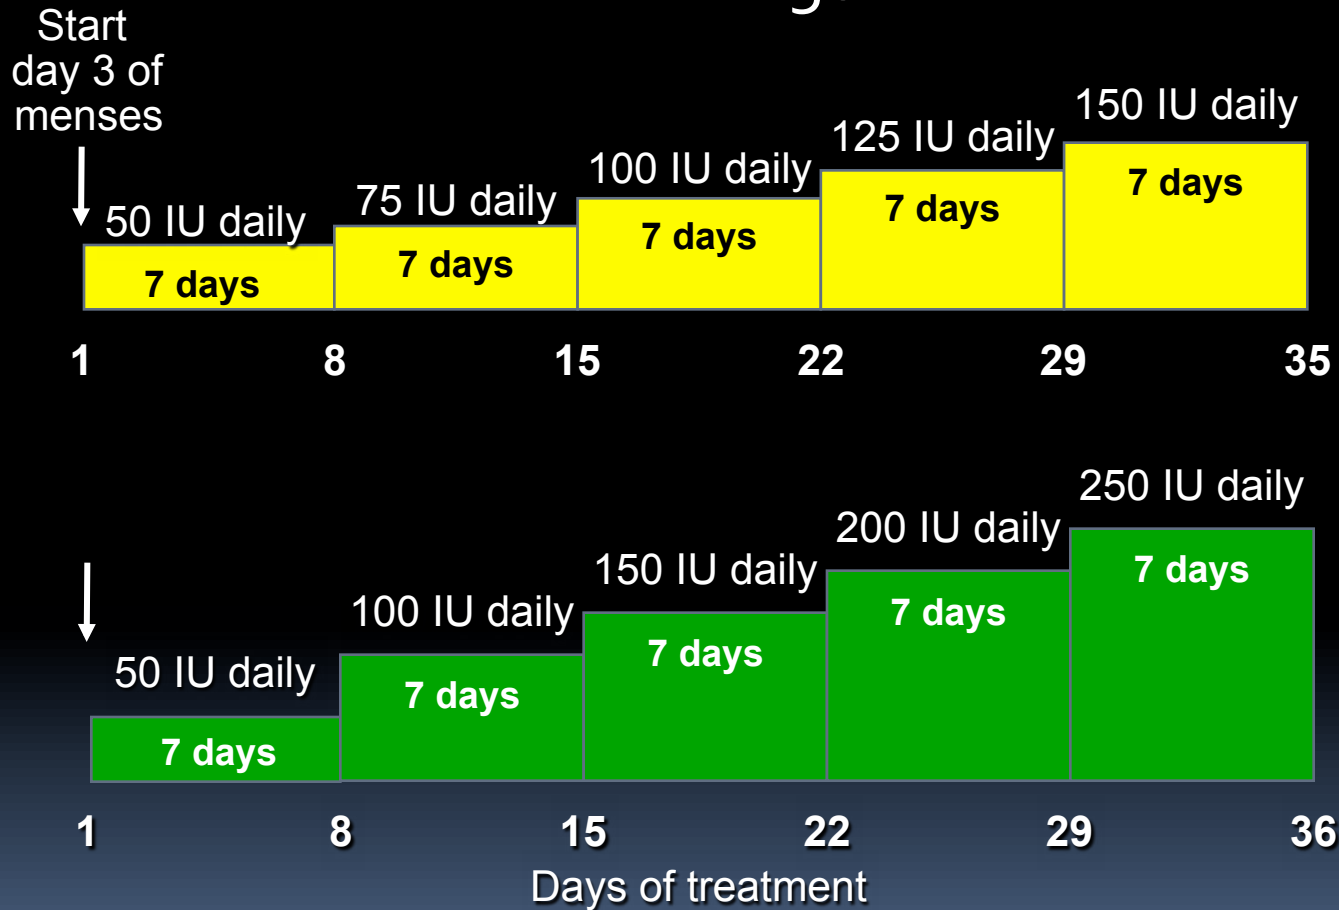 Start
day 3 of
menses
50 IU daily
75 IU daily
100 IU daily
125 IU daily
150 IU daily
7 days
7 days
7 days
7 days
7 days
1 8 15 22 29 35
50 IU daily
100 IU daily
150 IU daily
200 IU daily
250 IU daily
7 days
7 days
7 days
7 days
7 days
1 8 15 22 29 36
Days of treatment